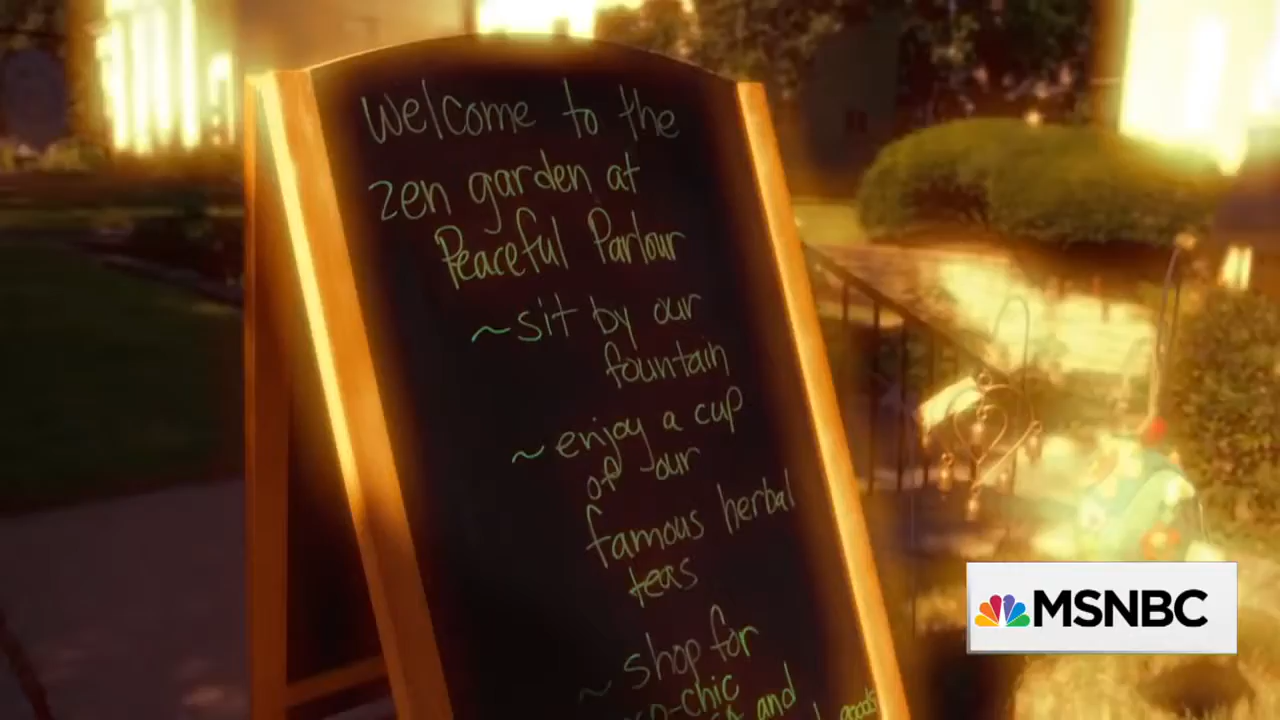 Welcome to the
zen garden at
Peaceful Parlour
~sit by our
fountain
~enjoy a cup
of our
famous herbal
teas
~shop for
and
goods
MSNBC